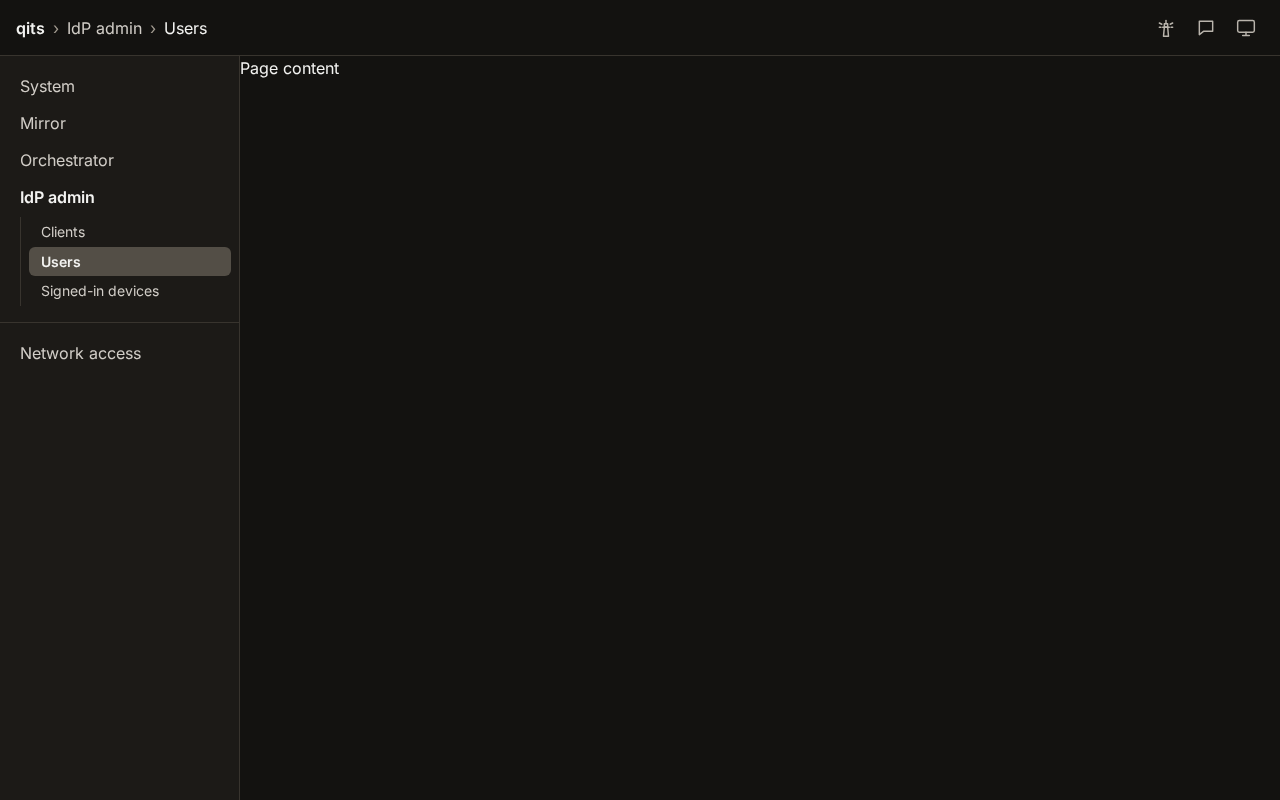 qits › IdP admin › Users
System
Mirror
Orchestrator
IdP admin
Clients
Users
Signed-in devices
Network access
Page content